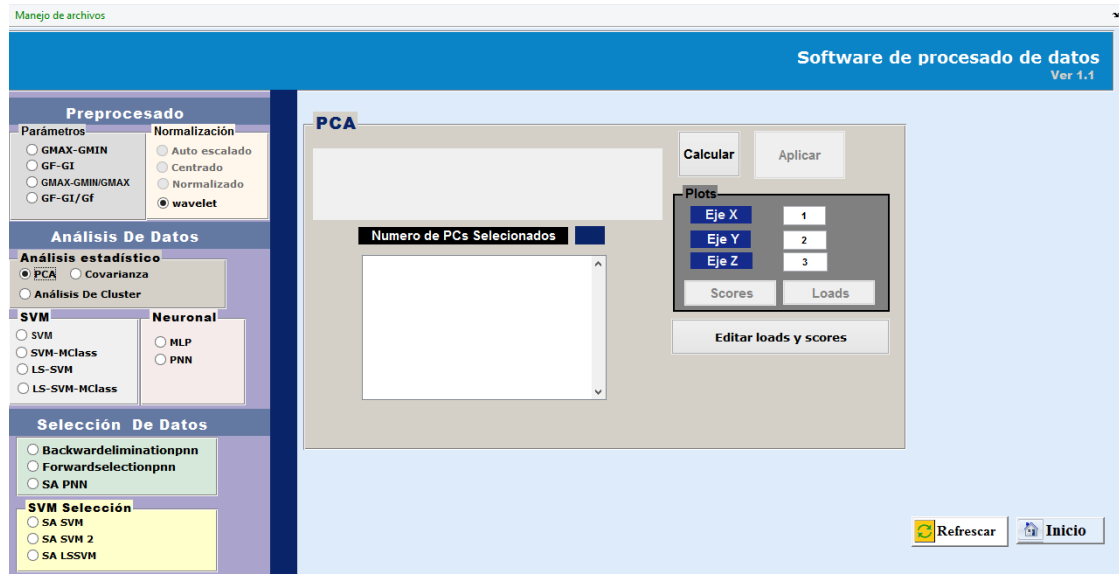 Manejo de archivos
Software de procesado de datos
Ver 1.1
Preprocesado
Parámetros
GMAX-GMIN
GF-GI
GMAX-GMIN/GMAX
GF-GI/Gf
Normalización
Auto escalado
Centrado
Normalizado
wavelet
Análisis De Datos
Análisis estadístico
PCA Covarianza
Análisis De Cluster
SVM
SVM
SVM-MClass
LS-SVM
LS-SVM-MClass
Neuronal
MLP
PNN
Selección De Datos
Backwardeliminationpnn
Forwardselectionpnn
SA PNN
SVM Selección
SA SVM
SA SVM 2
SA LSSVM
PCA
Numero de PCs Selecionados
Calcular Aplicar
Plots
Eje X 1
Eje Y 2
Eje Z 3
Scores Loads
Editar loads y scores
Refrescar Inicio